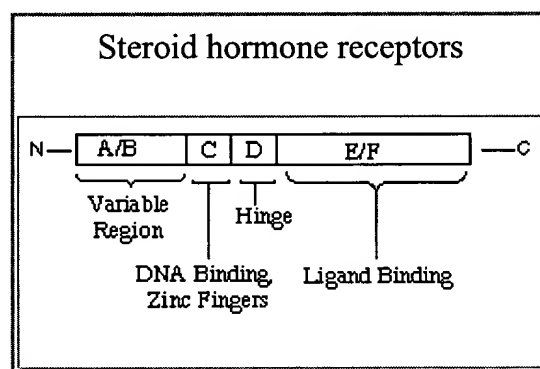 Steroid hormone receptors
N— A/B C D E/F —C
Variable Region
Hinge
DNA Binding, Zinc Fingers
Ligand Binding